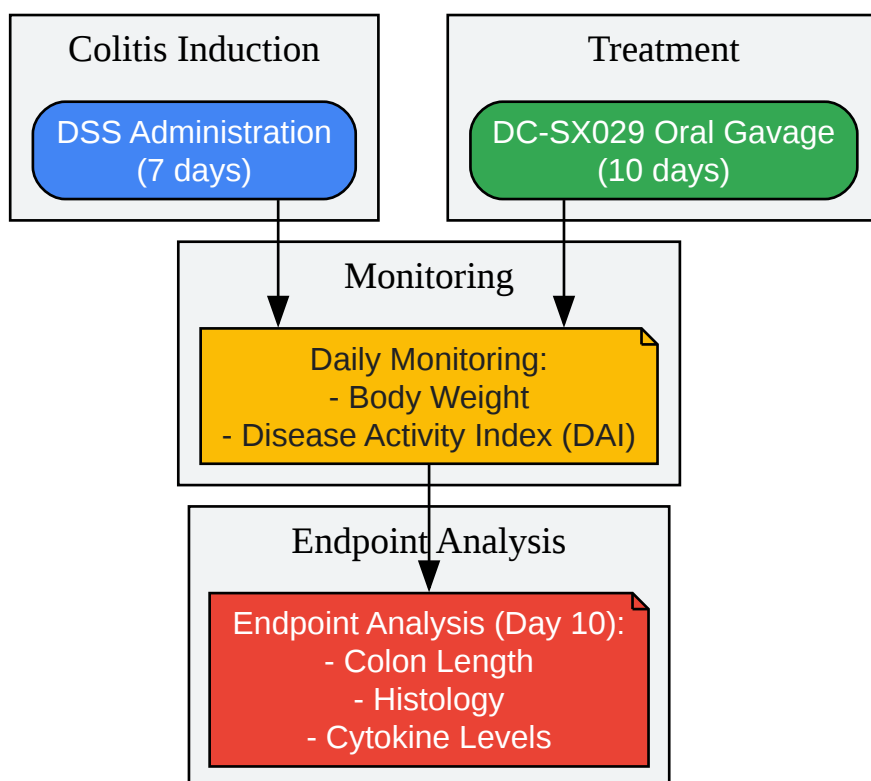 Colitis Induction
DSS Administration
(7 days)
Treatment
DC-SX029 Oral Gavage
(10 days)
Monitoring
Daily Monitoring:
- Body Weight
- Disease Activity Index (DAI)
Endpoint Analysis
Endpoint Analysis (Day 10):
- Colon Length
- Histology
- Cytokine Levels